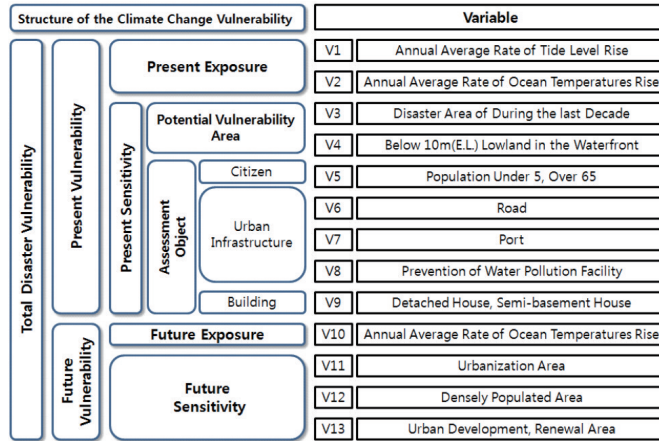 Structure of the Climate Change Vulnerability
Variable
Total Disaster Vulnerability
Present Vulnerability
Present Exposure
V1 Annual Average Rate of Tide Level Rise
V2 Annual Average Rate of Ocean Temperatures Rise
Present Sensitivity
Potential Vulnerability
Area
V3 Disaster Area of During the last Decade
V4 Below 10m(E.L.) Lowland in the Waterfront
Assessment
Object
Citizen
V5 Population Under 5, Over 65
Urban
Infrastructure
V6 Road
V7 Port
V8 Prevention of Water Pollution Facility
Building
V9 Detached House, Semi-basement House
Future
Vulnerability
Future Exposure
V10 Annual Average Rate of Ocean Temperatures Rise
Future
Sensitivity
V11 Urbanization Area
V12 Densely Populated Area
V13 Urban Development, Renewal Area